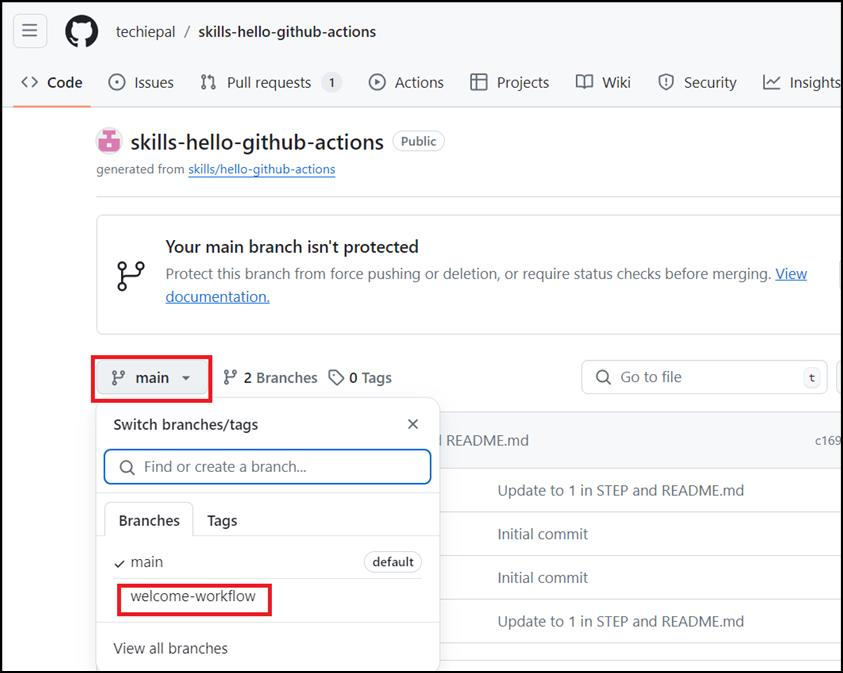 techiepal / skills-hello-github-actions
Code Issues Pull requests 1 Actions Projects Wiki Security Insights
skills-hello-github-actions Public
generated from skills/hello-github-actions
Your main branch isn't protected
Protect this branch from force pushing or deletion, or require status checks before merging. View
documentation.
main 2 Branches 0 Tags Go to file t
Switch branches/tags
README.md c169
Find or create a branch...
Update to 1 in STEP and README.md
Branches Tags
Initial commit
main default
Initial commit
welcome-workflow
Update to 1 in STEP and README.md
View all branches